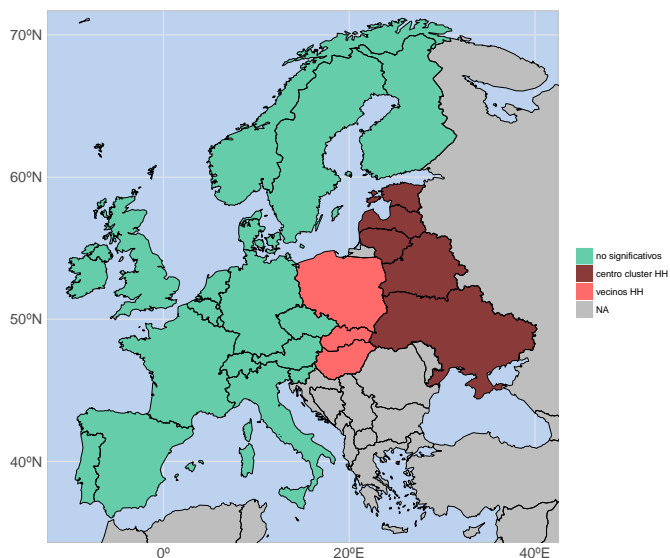 70ºN
60ºN
50ºN
40ºN
0º
20ºE
40ºE
no significativos
centro cluster HH
vecinos HH
NA